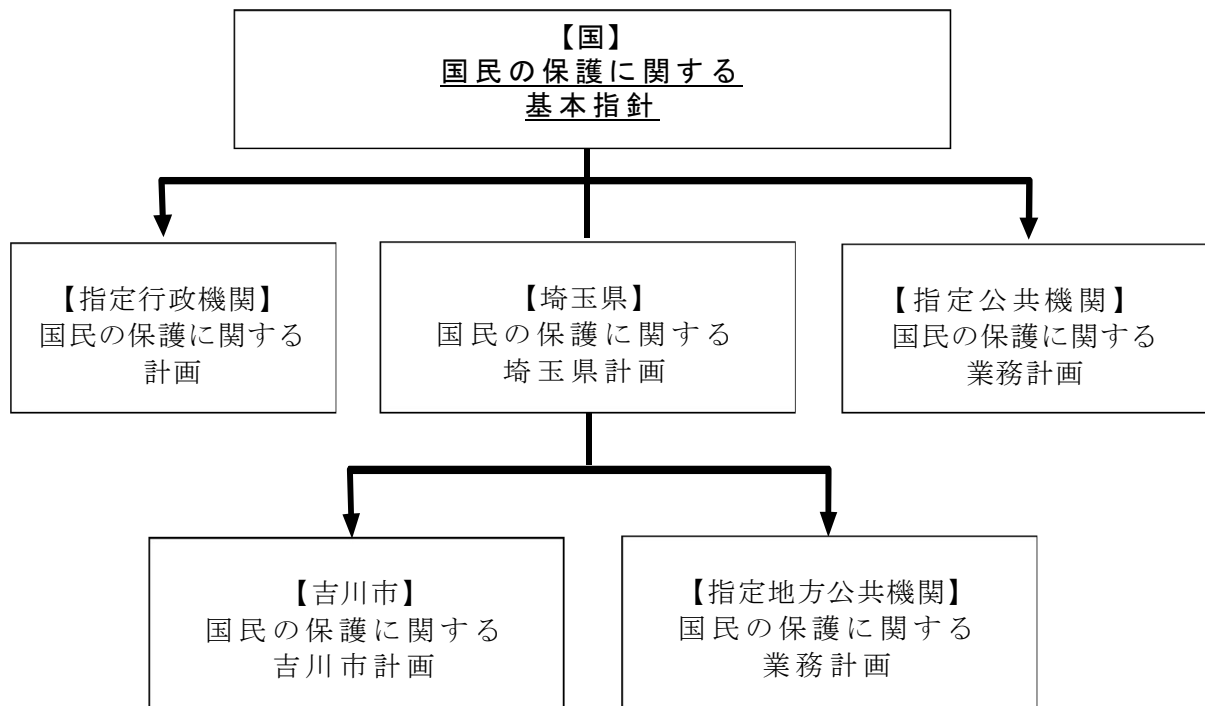 【国】
国民の保護に関する
基本指針
【指定行政機関】
国民の保護に関する
計画
【埼玉県】
国民の保護に関する
埼玉県計画
【指定公共機関】
国民の保護に関する
業務計画
【吉川市】
国民の保護に関する
吉川市計画
【指定地方公共機関】
国民の保護に関する
業務計画